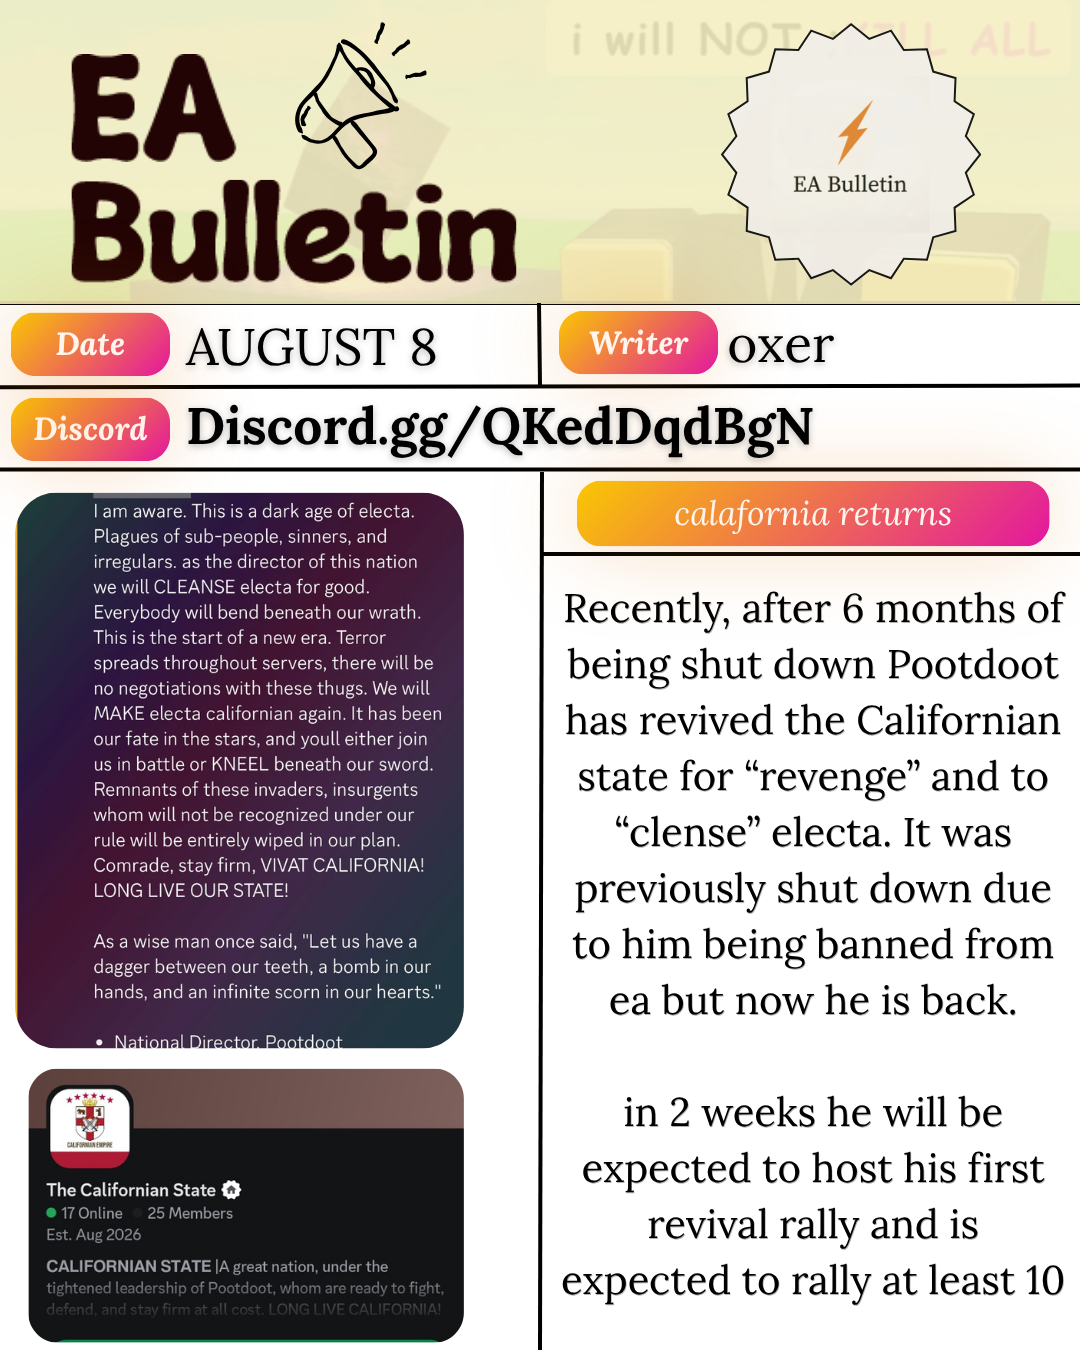 i will NOT KILL ALL
EA
Bulletin
EA Bulletin
Date
AUGUST 8
Writer
oxer
Discord
Discord.gg/QKedDqdBgN
I am aware. This is a dark age of electa.
Plagues of sub-people, sinners, and
irregulars. as the director of this nation
we will CLEANSE electa for good.
Everybody will bend beneath our wrath.
This is the start of a new era. Terror
spreads throughout servers, there will be
no negotiations with these thugs. We will
MAKE electa californian again. It has been
our fate in the stars, and youll either join
us in battle or KNEEL beneath our sword.
Remnants of these invaders, insurgents
whom will not be recognized under our
rule will be entirely wiped in our plan.
Comrade, stay firm, VIVAT CALIFORNIA!
LONG LIVE OUR STATE!
As a wise man once said, "Let us have a
dagger between our teeth, a bomb in our
hands, and an infinite scorn in our hearts."
• National Director, Pootdoot
CALIFORNIAN EMPIRE
The Californian State
17 Online 25 Members
Est. Aug 2026
CALIFORNIAN STATE |A great nation, under the
tightened leadership of Pootdoot, whom are ready to fight,
defend, and stay firm at all cost. LONG LIVE CALIFORNIA!
calafornia returns
Recently, after 6 months of
being shut down Pootdoot
has revived the Californian
state for “revenge” and to
“clense” electa. It was
previously shut down due
to him being banned from
ea but now he is back.
in 2 weeks he will be
expected to host his first
revival rally and is
expected to rally at least 10